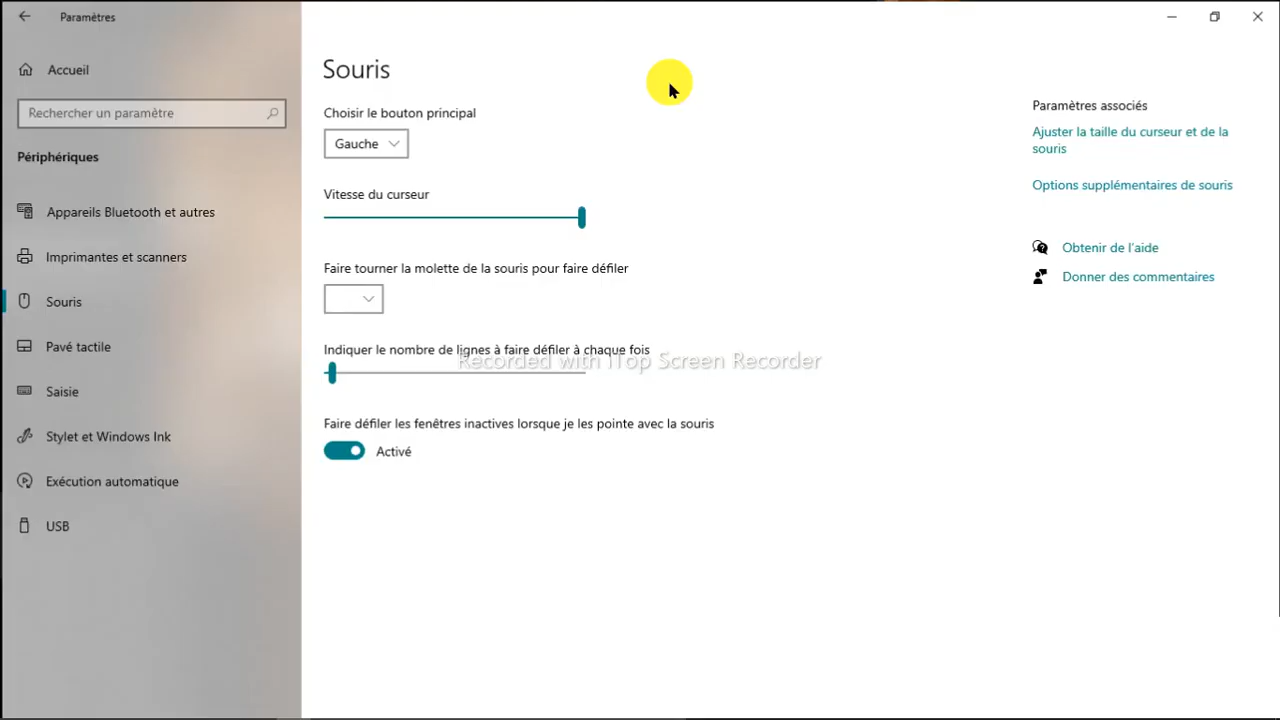 Paramètres
Accueil
Rechercher un paramètre
Périphériques
Appareils Bluetooth et autres
Imprimantes et scanners
Souris
Pavé tactile
Saisie
Stylet et Windows Ink
Exécution automatique
USB
Souris
Choisir le bouton principal
Gauche
Vitesse du curseur
Faire tourner la molette de la souris pour faire défiler
Indiquer le nombre de lignes à faire défiler à chaque fois
Recorded with iTop Screen Recorder
Faire défiler les fenêtres inactives lorsque je les pointe avec la souris
Activé
Paramètres associés
Ajuster la taille du curseur et de la
souris
Options supplémentaires de souris
Obtenir de l'aide
Donner des commentaires